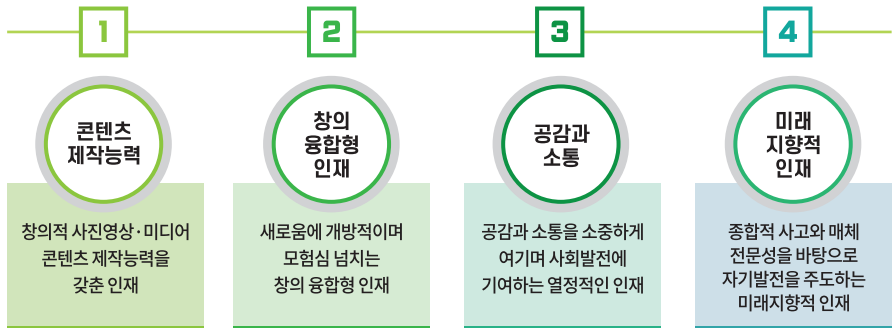 1
콘텐츠
제작능력
창의적 사진영상·미디어
콘텐츠 제작능력을
갖춘 인재
2
창의
융합형
인재
새로움에 개방적이며
모험심 넘치는
창의 융합형 인재
3
공감과
소통
공감과 소통을 소중하게
여기며 사회발전에
기여하는 열정적인 인재
4
미래
지향적
인재
종합적 사고와 매체
전문성을 바탕으로
자기발전을 주도하는
미래지향적 인재